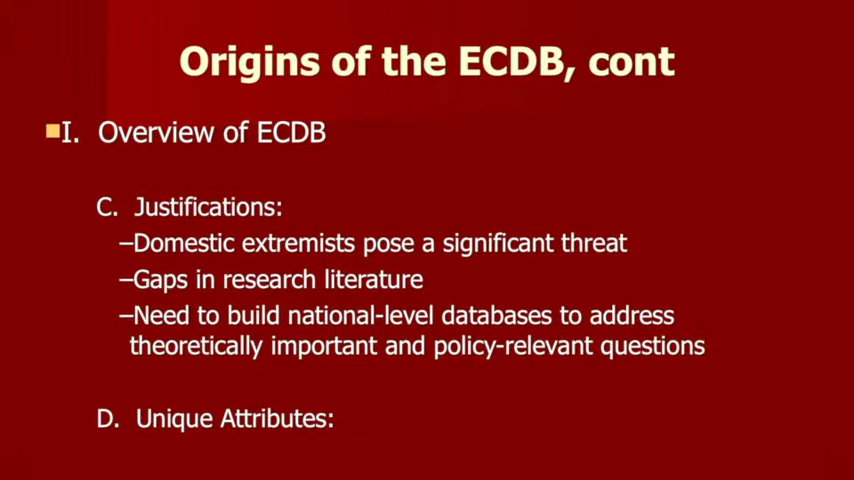 Origins of the ECDB, cont
I. Overview of ECDB
C. Justifications:
–Domestic extremists pose a significant threat
–Gaps in research literature
–Need to build national-level databases to address
theoretically important and policy-relevant questions
D. Unique Attributes: